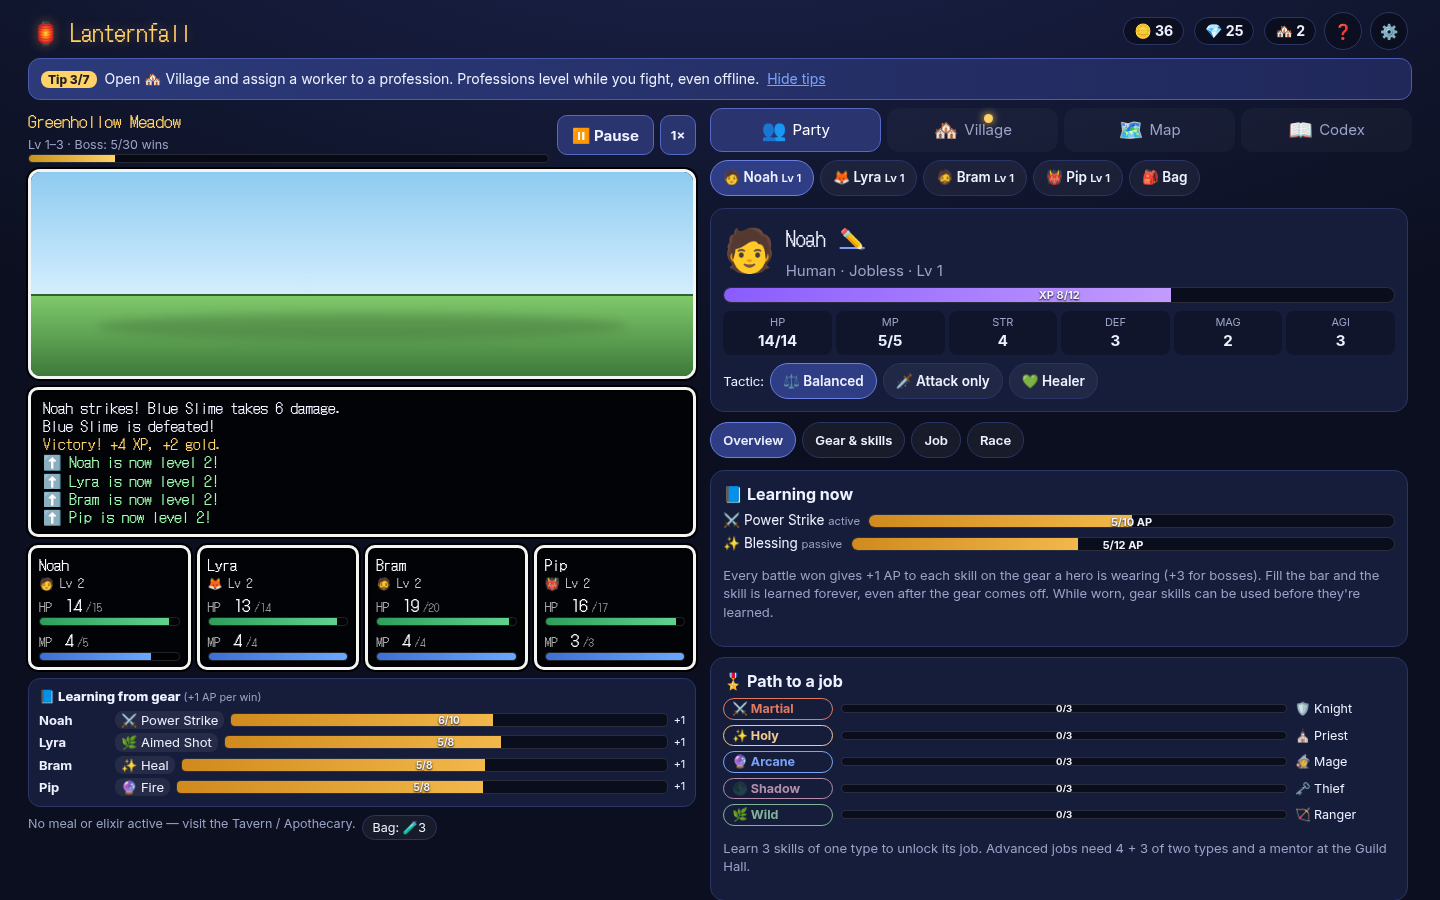 Lanternfall
36
25
2
Tip 3/7 Open Village and assign a worker to a profession. Professions level while you fight, even offline. Hide tips
Greenhollow Meadow
Lv 1–3 · Boss: 5/30 wins
Pause
1×
Noah strikes! Blue Slime takes 6 damage.
Blue Slime is defeated!
Victory! +4 XP, +2 gold.
Noah is now level 2!
Lyra is now level 2!
Bram is now level 2!
Pip is now level 2!
Noah
Lv 2
HP 14/15
MP 4/5
Lyra
Lv 2
HP 13/14
MP 4/4
Bram
Lv 2
HP 19/20
MP 4/4
Pip
Lv 2
HP 16/17
MP 3/3
Learning from gear (+1 AP per win)
Noah Power Strike 6/10 +1
Lyra Aimed Shot 5/8 +1
Bram Heal 5/8 +1
Pip Fire 5/8 +1
No meal or elixir active — visit the Tavern / Apothecary. Bag: 3
Party
Village
Map
Codex
Noah Lv 1
Lyra Lv 1
Bram Lv 1
Pip Lv 1
Bag
Noah
Human · Jobless · Lv 1
XP 8/12
HP MP STR DEF MAG AGI
14/14 5/5 4 3 2 3
Tactic: Balanced Attack only Healer
Overview Gear & skills Job Race
Learning now
Power Strike active 5/10 AP
Blessing passive 5/12 AP
Every battle won gives +1 AP to each skill on the gear a hero is wearing (+3 for bosses). Fill the bar and the
skill is learned forever, even after the gear comes off. While worn, gear skills can be used before they're
learned.
Path to a job
Martial 0/3 Knight
Holy 0/3 Priest
Arcane 0/3 Mage
Shadow 0/3 Thief
Wild 0/3 Ranger
Learn 3 skills of one type to unlock its job. Advanced jobs need 4 + 3 of two types and a mentor at the Guild
Hall.